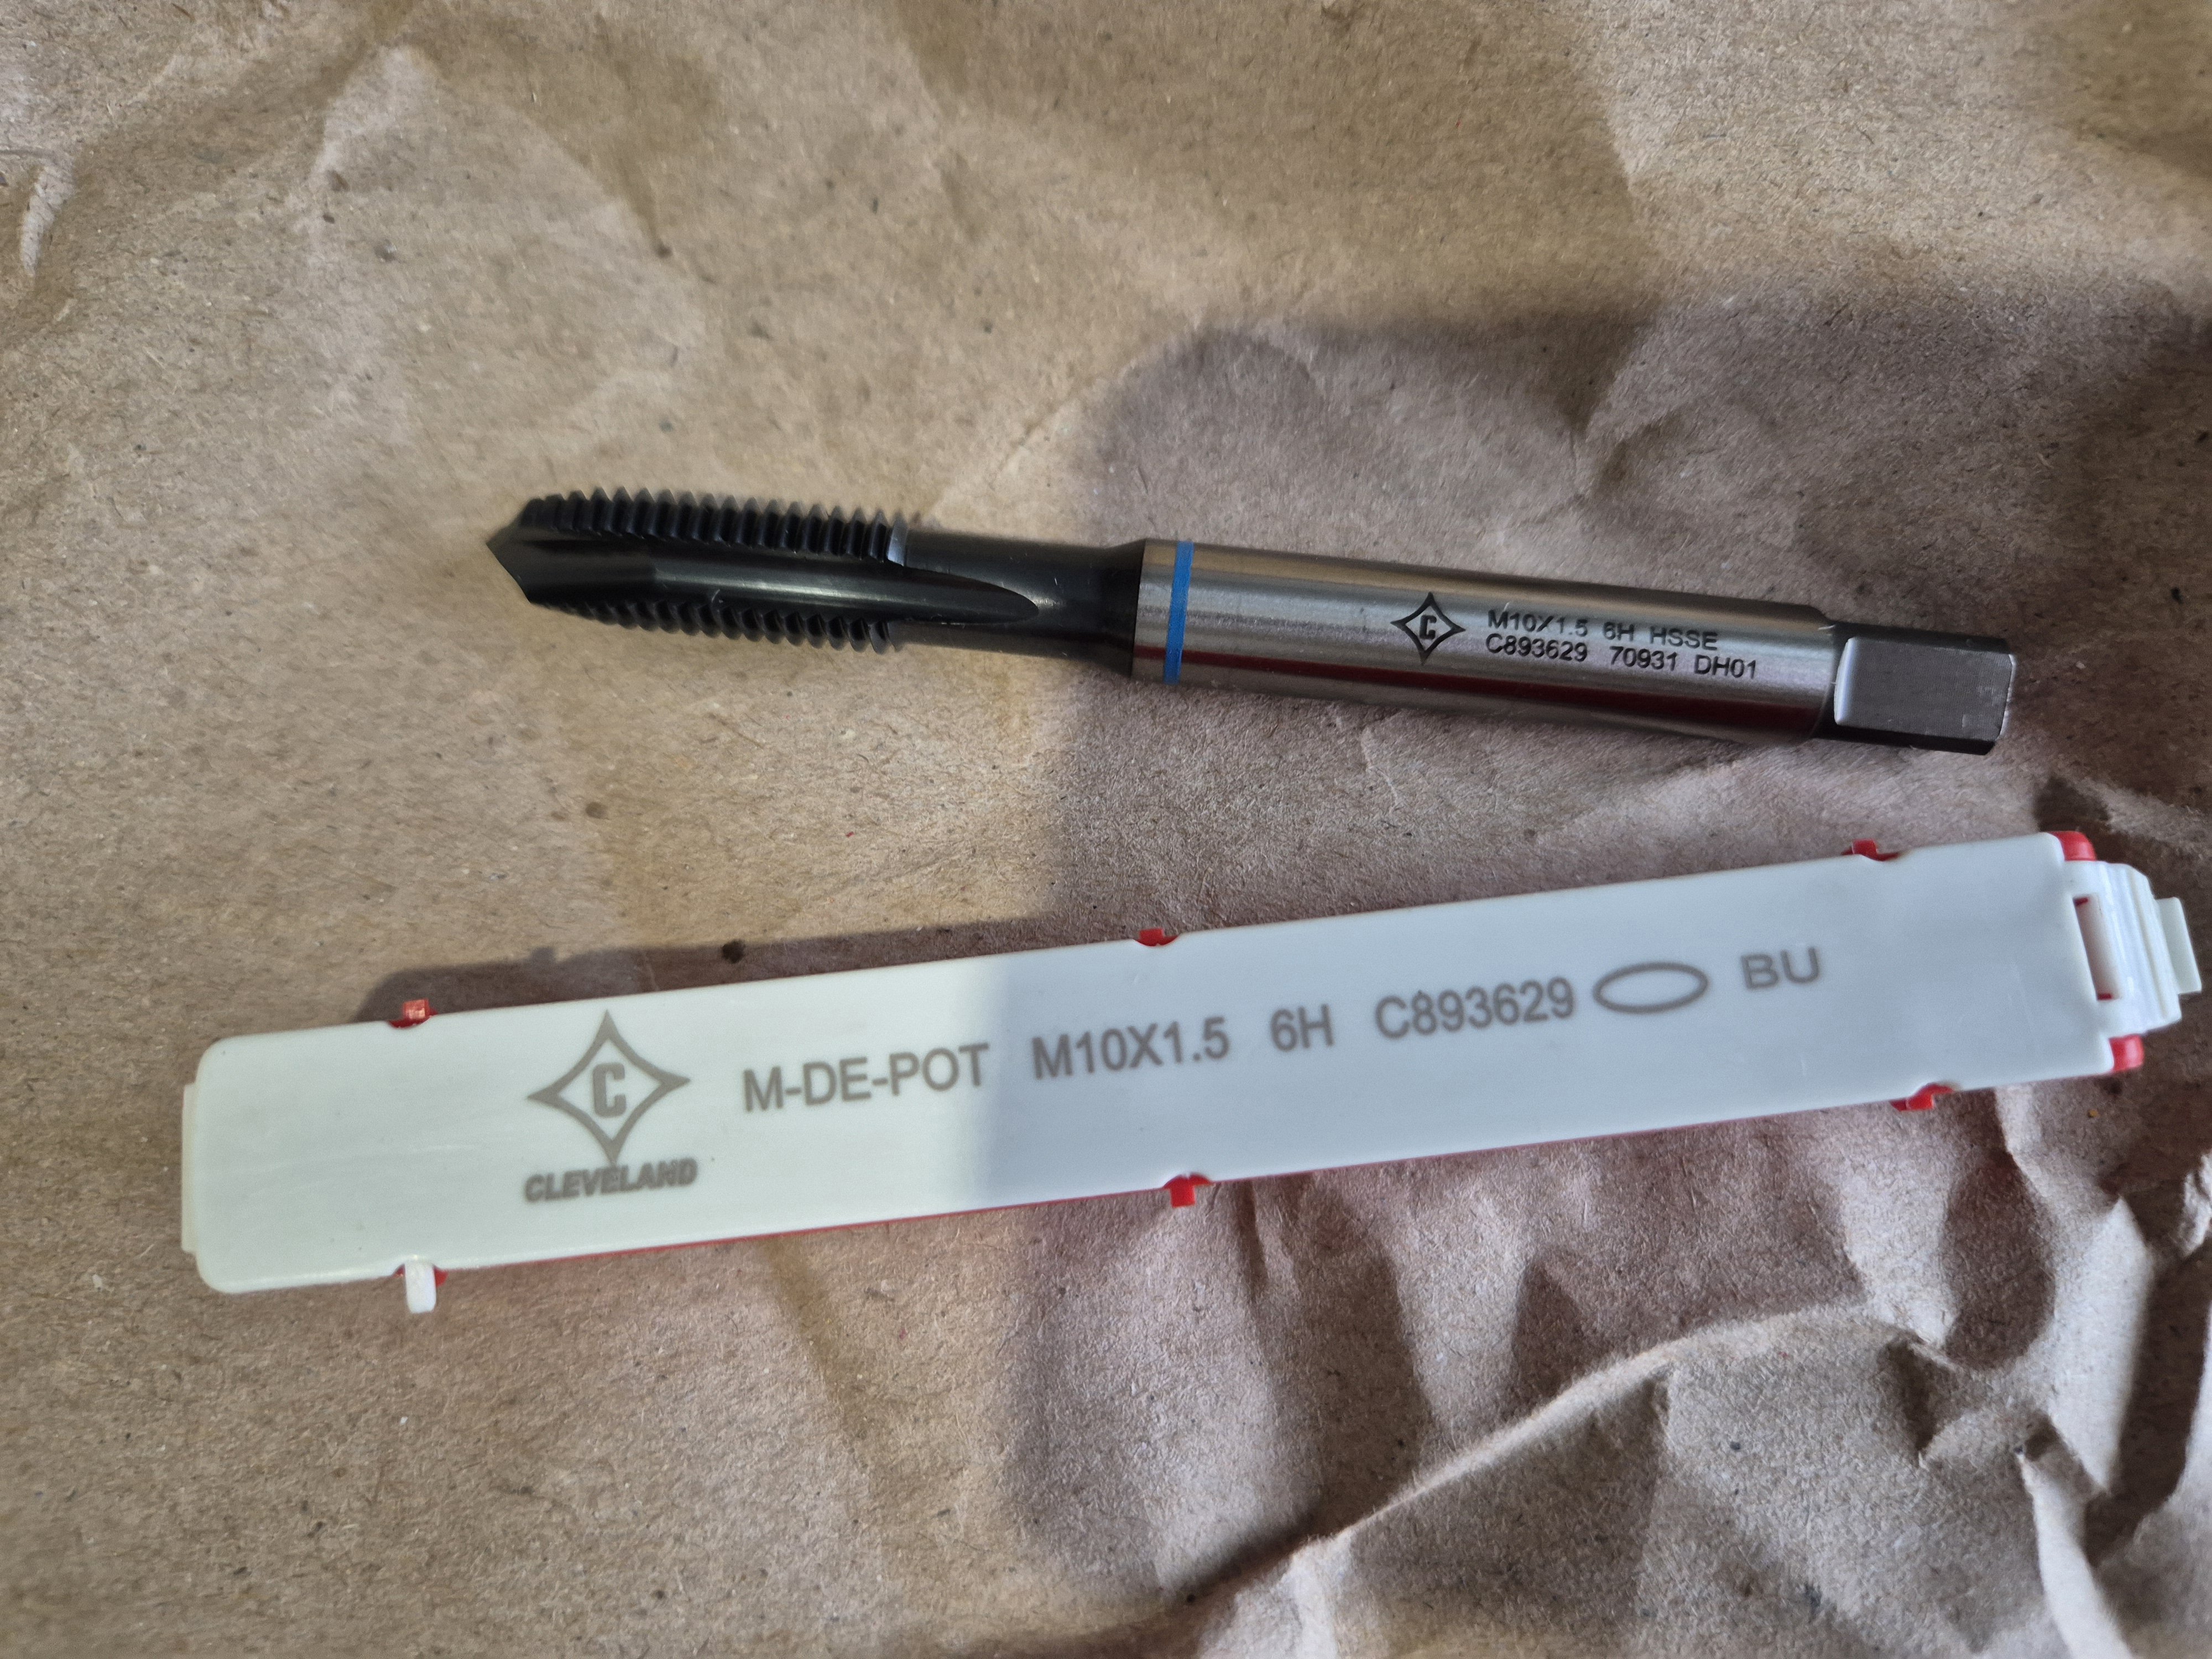 C
M10X1.5 6H HSSE
C893629 70931 DH01
C
CLEVELAND
M-DE-POT M10X1.5 6H C893629 BU